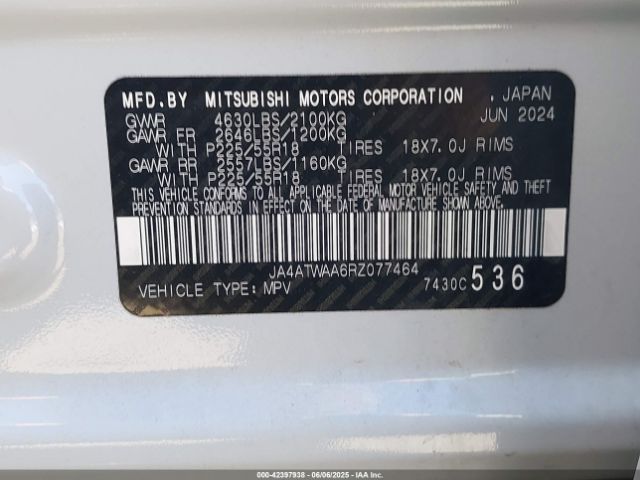 MFD.BY MITSUBISHI MOTORS CORPORATION . JAPAN
GVWR 4630LBS/2100KG JUN 2024
GAWR FR 2646LBS/1200KG
WITH P225/55R18 TIRES 18X7.0J RIMS
GAWR RR 2557LBS/1160KG
WITH P225/55R18 TIRES 18X7.0J RIMS
THIS VEHICLE CONFORMS TO ALL APPLICABLE FEDERAL MOTOR VEHICLE SAFETY AND THEFT
PREVENTION STANDARDS IN EFFECT ON THE DATE OF MANUFACTURE SHOWN ABOVE.
JA4ATWAA6RZ077464
VEHICLE TYPE:MPV 7430C 536
000-42397938 - 06/06/2025 - IAAI.COM